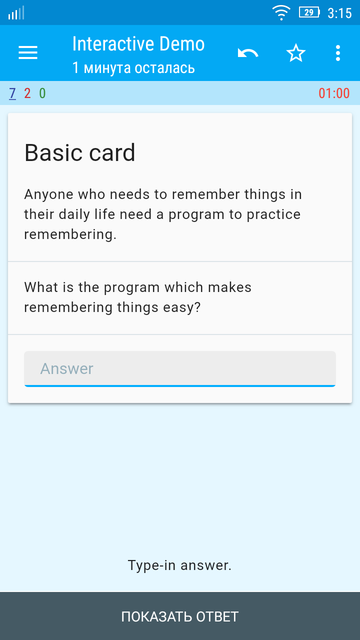 29 3:15
Interactive Demo
1 минута осталась
7 2 0 01:00
Basic card
Anyone who needs to remember things in
their daily life need a program to practice
remembering.
What is the program which makes
remembering things easy?
Answer
Type-in answer.
ПОКАЗАТЬ ОТВЕТ